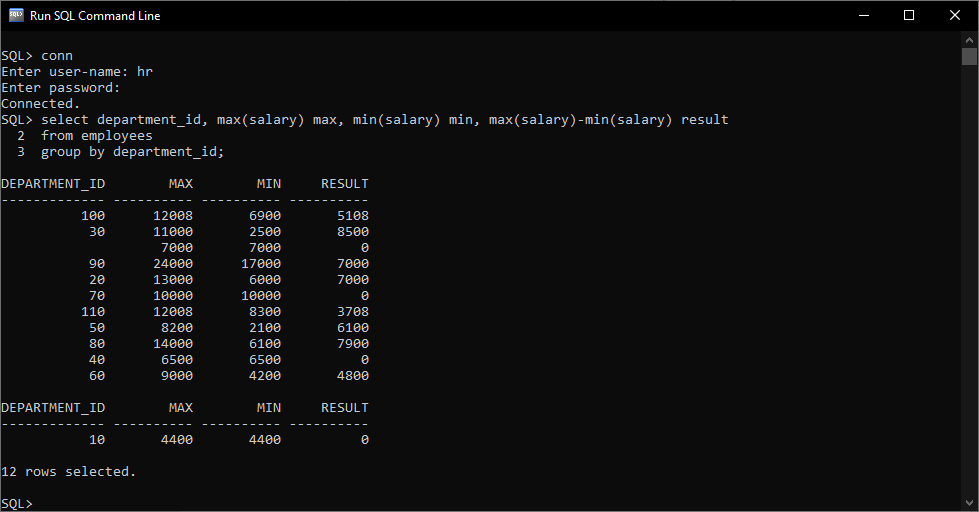 Run SQL Command Line
SQL> conn
Enter user-name: hr
Enter password:
Connected.
SQL> select department_id, max(salary) max, min(salary) min, max(salary)-min(salary) result
  2  from employees
  3  group by department_id;
DEPARTMENT_ID        MAX        MIN     RESULT
------------- ---------- ---------- ----------
          100      12008       6900       5108
           30      11000       2500       8500
                    7000       7000          0
           90      24000      17000       7000
           20      13000       6000       7000
           70      10000      10000          0
          110      12008       8300       3708
           50       8200       2100       6100
           80      14000       6100       7900
           40       6500       6500          0
           60       9000       4200       4800
DEPARTMENT_ID        MAX        MIN     RESULT
------------- ---------- ---------- ----------
           10       4400       4400          0
12 rows selected.
SQL>